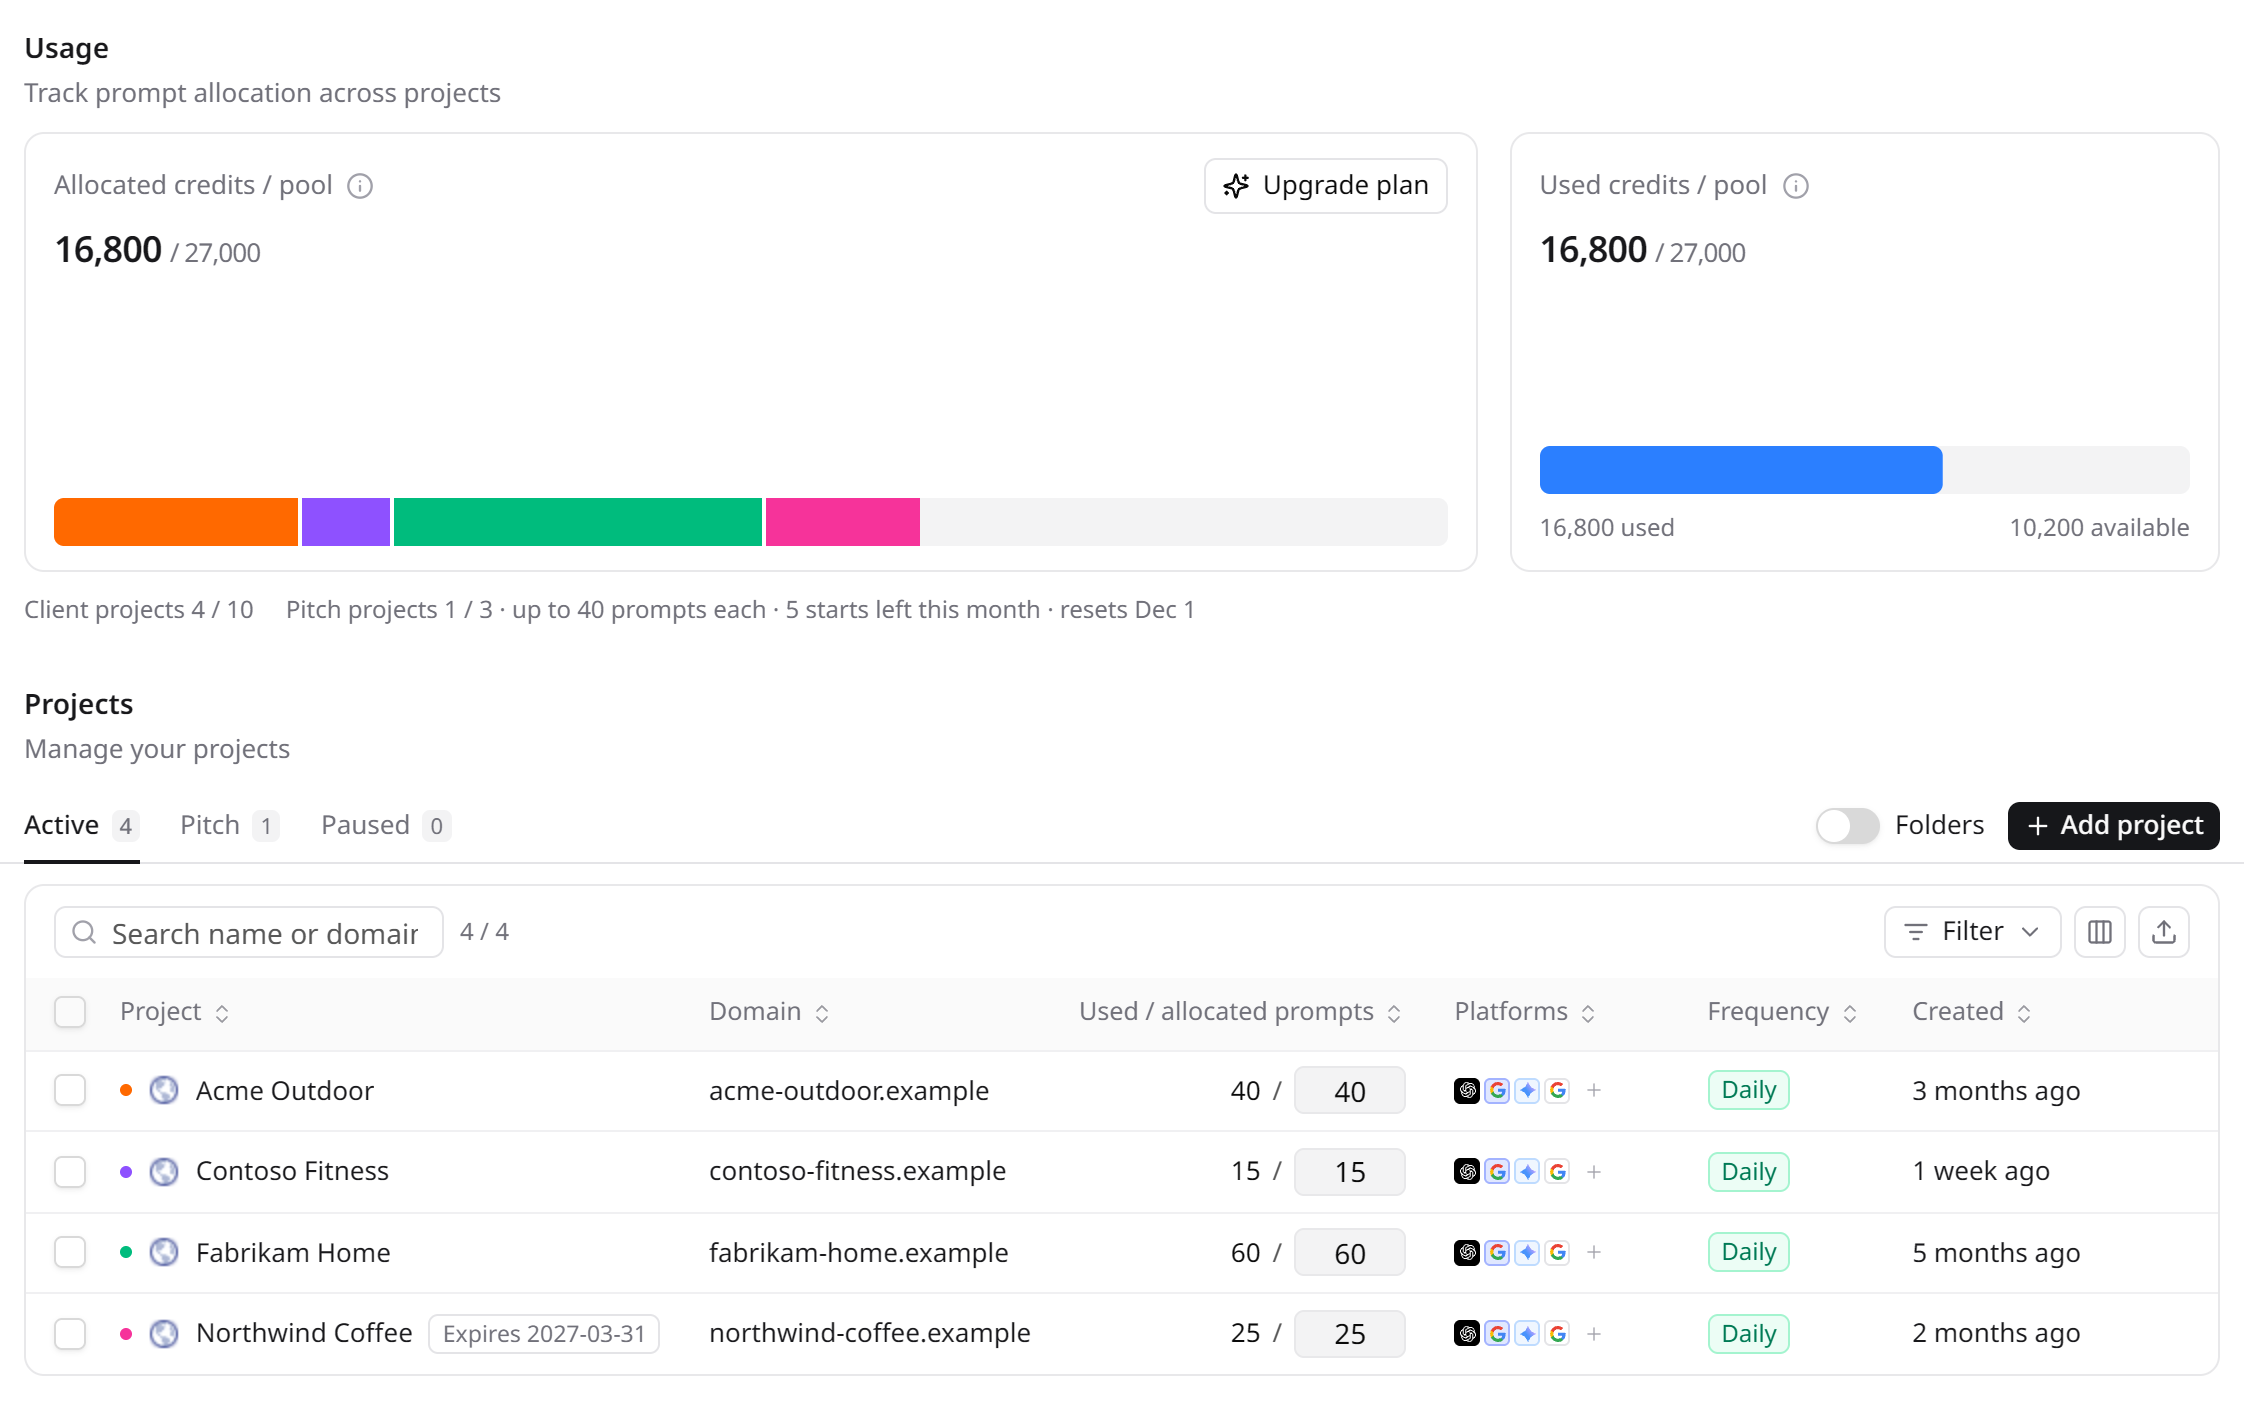 Usage
Track prompt allocation across projects
Allocated credits / pool
Upgrade plan
16,800 / 27,000
Used credits / pool
16,800 / 27,000
16,800 used
10,200 available
Client projects 4 / 10
Pitch projects 1 / 3 · up to 40 prompts each · 5 starts left this month · resets Dec 1
Projects
Manage your projects
Active 4
Pitch 1
Paused 0
Folders
+ Add project
Search name or domain
4 / 4
Filter
Project Domain Used / allocated prompts Platforms Frequency Created
Acme Outdoor acme-outdoor.example 40 / 40 + Daily 3 months ago
Contoso Fitness contoso-fitness.example 15 / 15 + Daily 1 week ago
Fabrikam Home fabrikam-home.example 60 / 60 + Daily 5 months ago
Northwind Coffee Expires 2027-03-31 northwind-coffee.example 25 / 25 + Daily 2 months ago